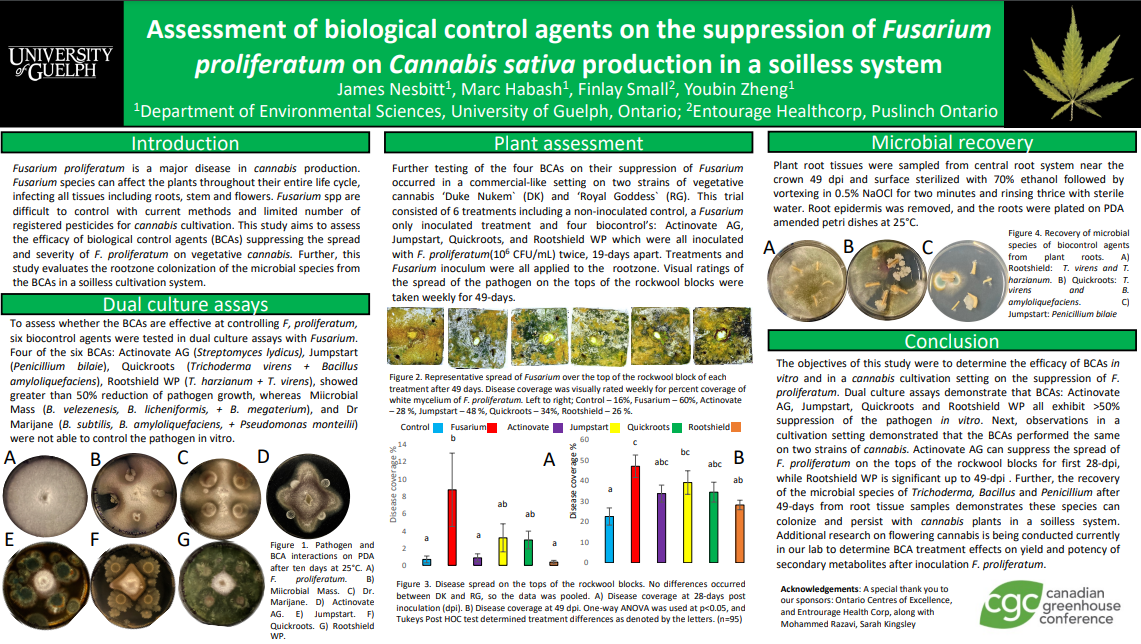 UNIVERSITY
of GUELPH
Assessment of biological control agents on the suppression of Fusarium
proliferatum on Cannabis sativa production in a soilless system
James Nesbitt¹, Marc Habash¹, Finlay Small², Youbin Zheng¹
¹Department of Environmental Sciences, University of Guelph, Ontario; ²Entourage Healthcorp, Puslinch Ontario
Introduction
Fusarium proliferatum is a major disease in cannabis production.
Fusarium species can affect the plants throughout their entire life cycle,
infecting all tissues including roots, stem and flowers. Fusarium spp are
difficult to control with current methods and limited number of
registered pesticides for cannabis cultivation. This study aims to assess
the efficacy of biological control agents (BCAs) suppressing the spread
and severity of F. proliferatum on vegetative cannabis. Further, this
study evaluates the rootzone colonization of the microbial species from
the BCAs in a soilless cultivation system.
Dual culture assays
To assess whether the BCAs are effective at controlling F, proliferatum,
six biocontrol agents were tested in dual culture assays with Fusarium.
Four of the six BCAs: Actinovate AG (Streptomyces lydicus), Jumpstart
(Penicillium bilaie), Quickroots (Trichoderma virens + Bacillus
amyloliquefaciens), Rootshield WP (T. harzianum + T. virens), showed
greater than 50% reduction of pathogen growth, whereas Miicrobial
Mass (B. velezenesis, B. licheniformis, + B. megaterium), and Dr
Marijane (B. subtilis, B. amyloliquefaciens, + Pseudomonas monteilii)
were not able to control the pathogen in vitro.
A
B
C
D
E
F
G
Figure 1. Pathogen and
BCA interactions on PDA
after ten days at 25°C. A)
F. proliferatum. B)
Miicrobial Mass. C) Dr.
Marijane. D) Actinovate
AG. E) Jumpstart. F)
Quickroots. G) Rootshield
WP.
Plant assessment
Further testing of the four BCAs on their suppression of Fusarium
occurred in a commercial-like setting on two strains of vegetative
cannabis ‘Duke Nukem` (DK) and ‘Royal Goddess` (RG). This trial
consisted of 6 treatments including a non-inoculated control, a Fusarium
only inoculated treatment and four biocontrol's: Actinovate AG,
Jumpstart, Quickroots, and Rootshield WP which were all inoculated
with F. proliferatum(10⁶ CFU/mL) twice, 19-days apart. Treatments and
Fusarium inoculum were all applied to the rootzone. Visual ratings of
the spread of the pathogen on the tops of the rockwool blocks were
taken weekly for 49-days.
Figure 2. Representative spread of Fusarium over the top of the rockwool block of each
treatment after 49 days. Disease coverage was visually rated weekly for percent coverage of
white mycelium of F. proliferatum. Left to right; Control – 16%, Fusarium – 60%, Actinovate
– 28 %, Jumpstart – 48 %, Quickroots – 34%, Rootshield – 26 %.
Control Fusarium Actinovate Jumpstart Quickroots Rootshield
Disease coverage %
14
12
10
8
6
4
2
0
a
b
a
ab
ab
a
A
Disease coverage %
60
50
40
30
20
10
0
a
c
abc
bc
abc
ab
B
Figure 3. Disease spread on the tops of the rockwool blocks. No differences occurred
between DK and RG, so the data was pooled. A) Disease coverage at 28-days post
inoculation (dpi). B) Disease coverage at 49 dpi. One-way ANOVA was used at p<0.05, and
Tukeys Post HOC test determined treatment differences as denoted by the letters. (n=95)
Microbial recovery
Plant root tissues were sampled from central root system near the
crown 49 dpi and surface sterilized with 70% ethanol followed by
vortexing in 0.5% NaOCl for two minutes and rinsing thrice with sterile
water. Root epidermis was removed, and the roots were plated on PDA
amended petri dishes at 25°C.
A
B
C
Figure 4. Recovery of microbial
species of biocontrol agents
from plant roots. A)
Rootshield: T. virens and T.
harzianum. B) Quickroots: T.
virens and B.
amyloliquefaciens. C)
Jumpstart: Penicillium bilaie
Conclusion
The objectives of this study were to determine the efficacy of BCAs in
vitro and in a cannabis cultivation setting on the suppression of F.
proliferatum. Dual culture assays demonstrate that BCAs: Actinovate
AG, Jumpstart, Quickroots and Rootshield WP all exhibit >50%
suppression of the pathogen in vitro. Next, observations in a
cultivation setting demonstrated that the BCAs performed the same
on two strains of cannabis. Actinovate AG can suppress the spread of
F. proliferatum on the tops of the rockwool blocks for first 28-dpi,
while Rootshield WP is significant up to 49-dpi . Further, the recovery
of the microbial species of Trichoderma, Bacillus and Penicillium after
49-days from root tissue samples demonstrates these species can
colonize and persist with cannabis plants in a soilless system.
Additional research on flowering cannabis is being conducted currently
in our lab to determine BCA treatment effects on yield and potency of
secondary metabolites after inoculation F. proliferatum.
Acknowledgements: A special thank you to
our sponsors: Ontario Centres of Excellence,
and Entourage Health Corp, along with
Mohammed Razavi, Sarah Kingsley
cgc canadian
greenhouse
conference